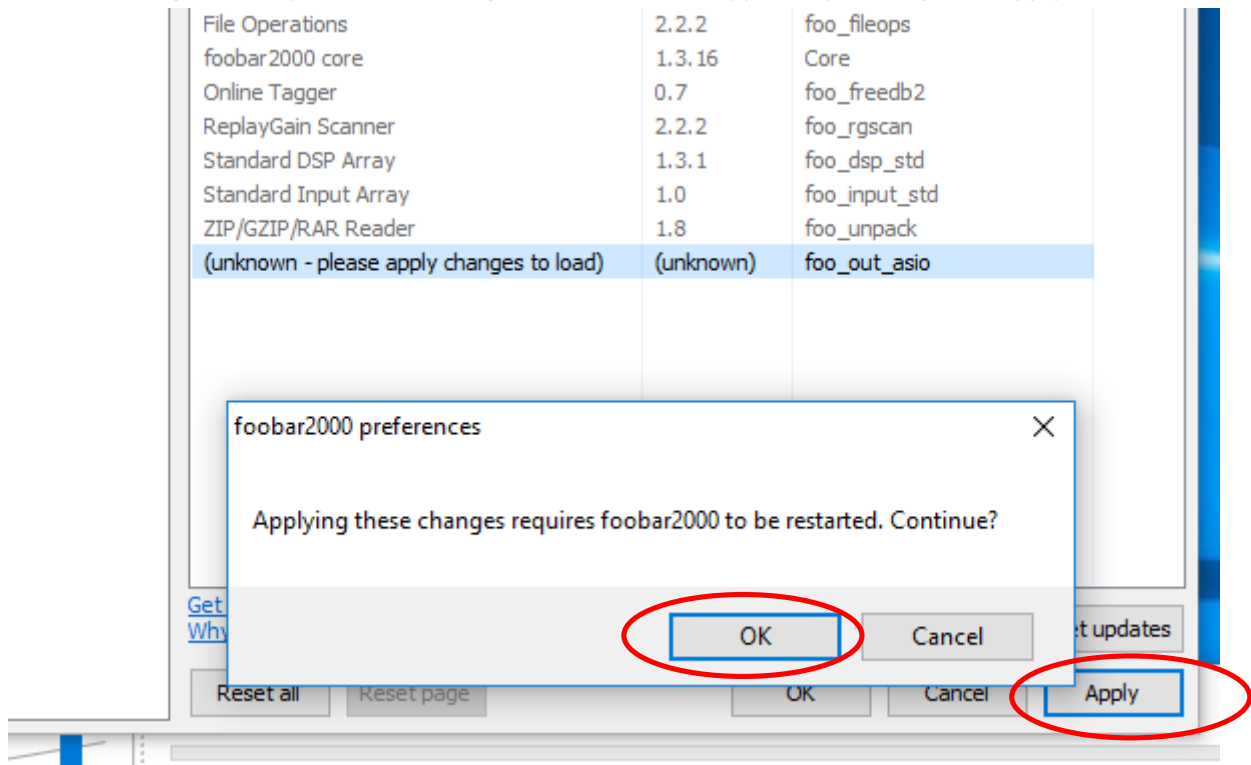 File Operations 2.2.2 foo_fileops
foobar2000 core 1.3.16 Core
Online Tagger 0.7 foo_freedb2
ReplayGain Scanner 2.2.2 foo_rgscan
Standard DSP Array 1.3.1 foo_dsp_std
Standard Input Array 1.0 foo_input_std
ZIP/GZIP/RAR Reader 1.8 foo_unpack
(unknown - please apply changes to load) (unknown) foo_out_asio
foobar2000 preferences
Applying these changes requires foobar2000 to be restarted. Continue?
OK Cancel
Get
Why
updates
Reset all Reset page OK Cancel Apply